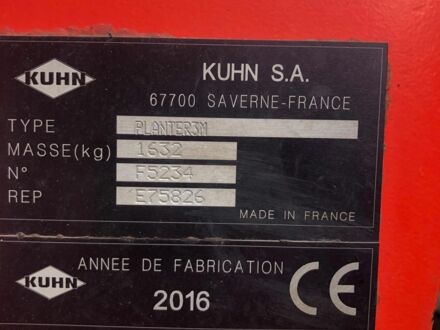 KUHN
KUHN S.A.
67700 SAVERNE-FRANCE
TYPE PLANTER3M
MASSE(kg) 1632
N° F5234
REP E75826
MADE IN FRANCE
KUHN
ANNEE DE FABRICATION
2016
CE